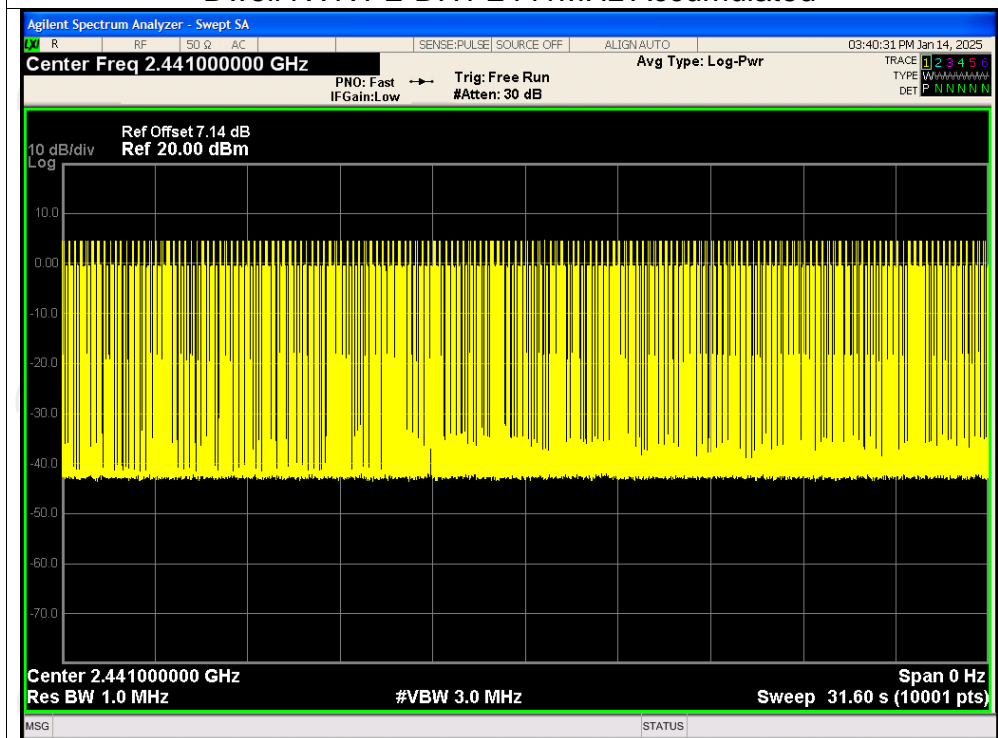 Agilent Spectrum Analyzer - Swept SA
LXI R RF 50 Ω AC SENSE:PULSE SOURCE OFF ALIGN AUTO 03:40:31 PM Jan 14, 2025
Center Freq 2.441000000 GHz Avg Type: Log-Pwr TRACE 1 2 3 4 5 6
PNO: Fast Trig: Free Run TYPE W
IFGain:Low #Atten: 30 dB DET P N N N N N
Ref Offset 7.14 dB
10 dB/div Ref 20.00 dBm
Log
10.0
0.00
-10.0
-20.0
-30.0
-40.0
-50.0
-60.0
-70.0
Center 2.441000000 GHz Span 0 Hz
Res BW 1.0 MHz #VBW 3.0 MHz Sweep 31.60 s (10001 pts)
MSG STATUS